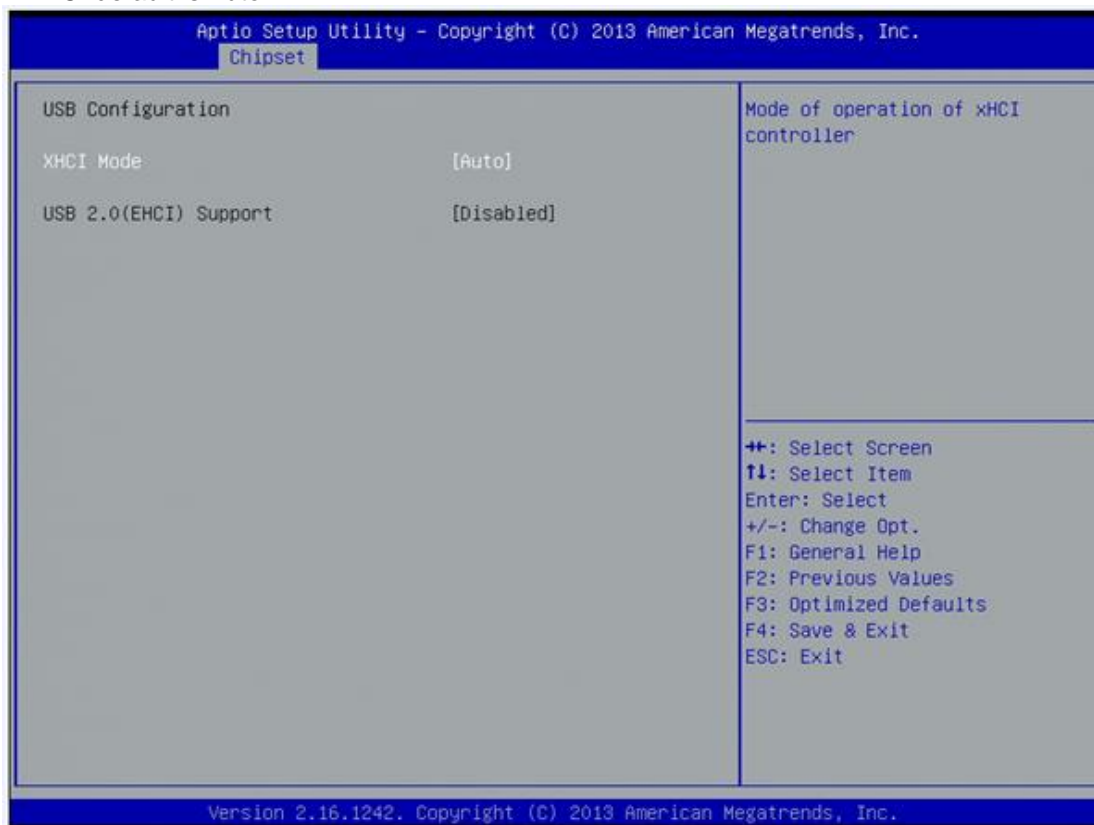 Aptio Setup Utility – Copyright (C) 2013 American Megatrends, Inc.
Chipset
USB Configuration
XHCI Mode [Auto]
USB 2.0(EHCI) Support [Disabled]
Mode of operation of xHCI
controller
→←: Select Screen
↑↓: Select Item
Enter: Select
+/-: Change Opt.
F1: General Help
F2: Previous Values
F3: Optimized Defaults
F4: Save & Exit
ESC: Exit
Version 2.16.1242. Copyright (C) 2013 American Megatrends, Inc.